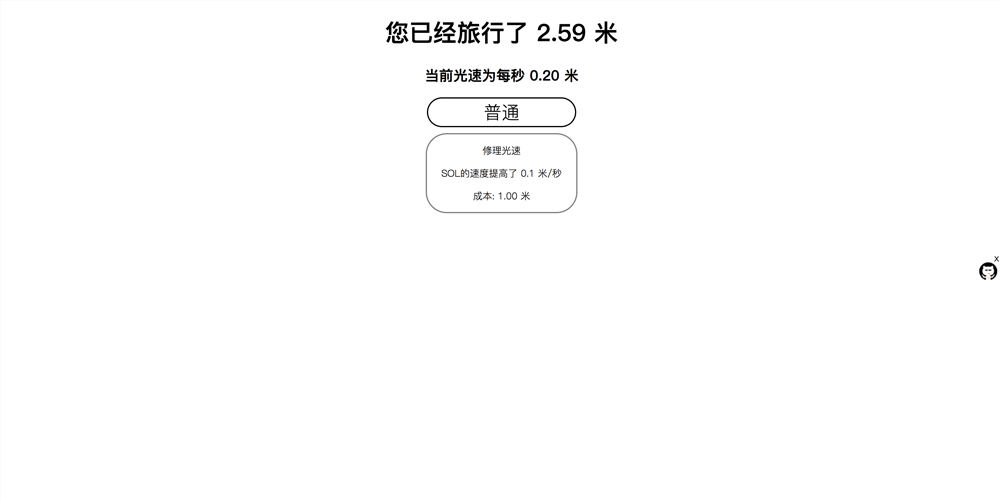 您已经旅行了 2.59 米
当前光速为每秒 0.20 米
普通
修理光速
SOL的速度提高了 0.1 米/秒
成本: 1.00 米
x